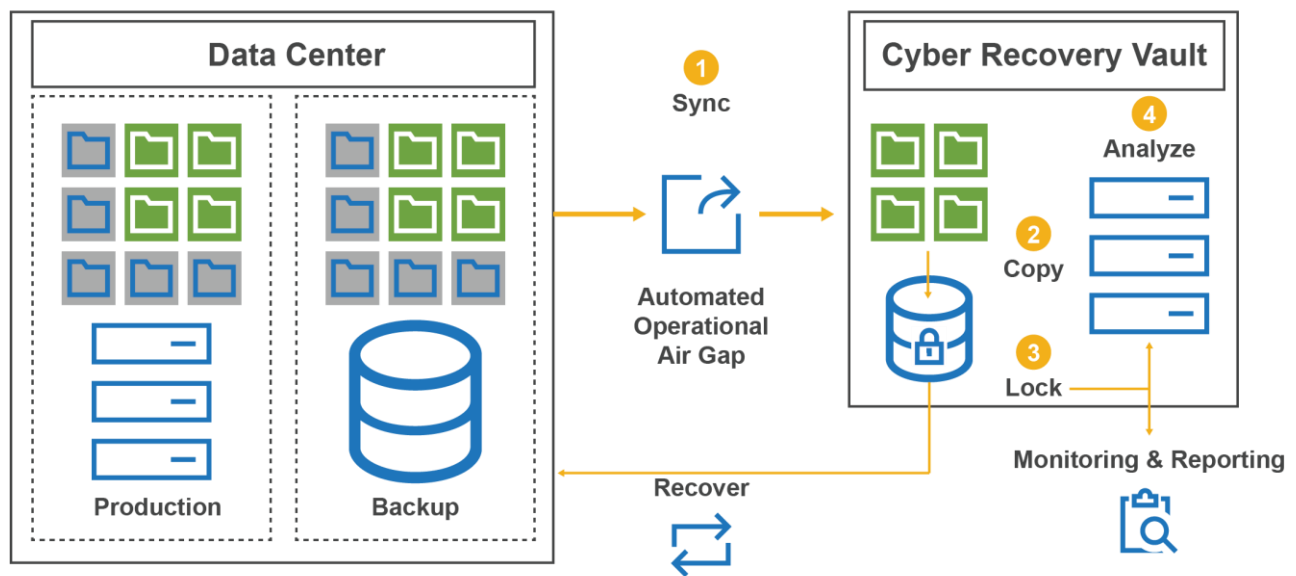 Data Center
Production
Backup
1
Sync
Automated
Operational
Air Gap
Cyber Recovery Vault
4
Analyze
2
Copy
3
Lock
Recover
Monitoring & Reporting